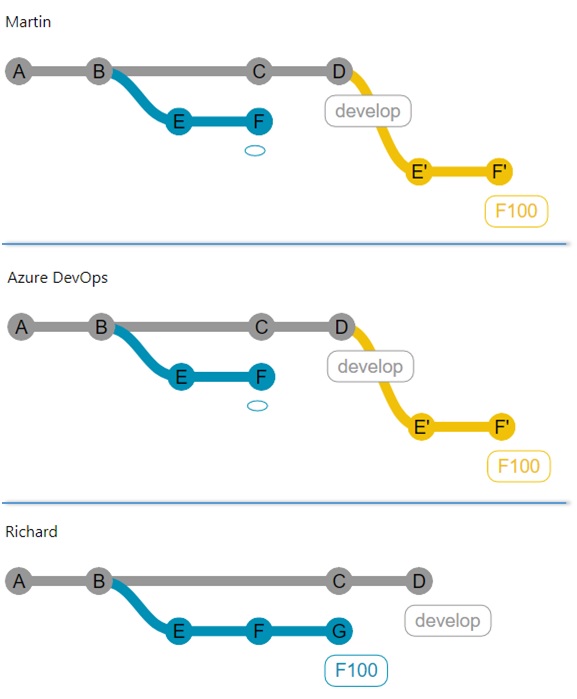 Martin
A B C D
develop
E F
E' F'
F100
Azure DevOps
A B C D
develop
E F
E' F'
F100
Richard
A B C D
develop
E F G
F100